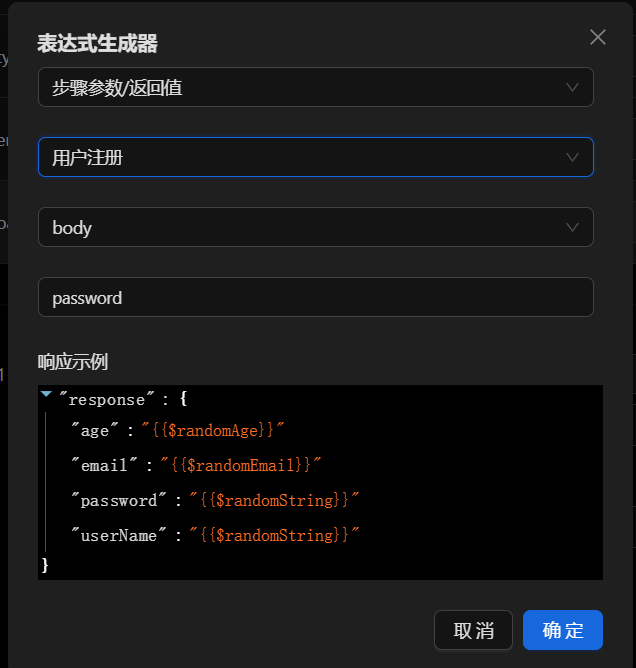 表达式生成器
步骤参数/返回值
用户注册
body
password
响应示例
"response" : {
"age" : "{{$randomAge}}"
"email" : "{{$randomEmail}}"
"password" : "{{$randomString}}"
"userName" : "{{$randomString}}"
}
取消 确定